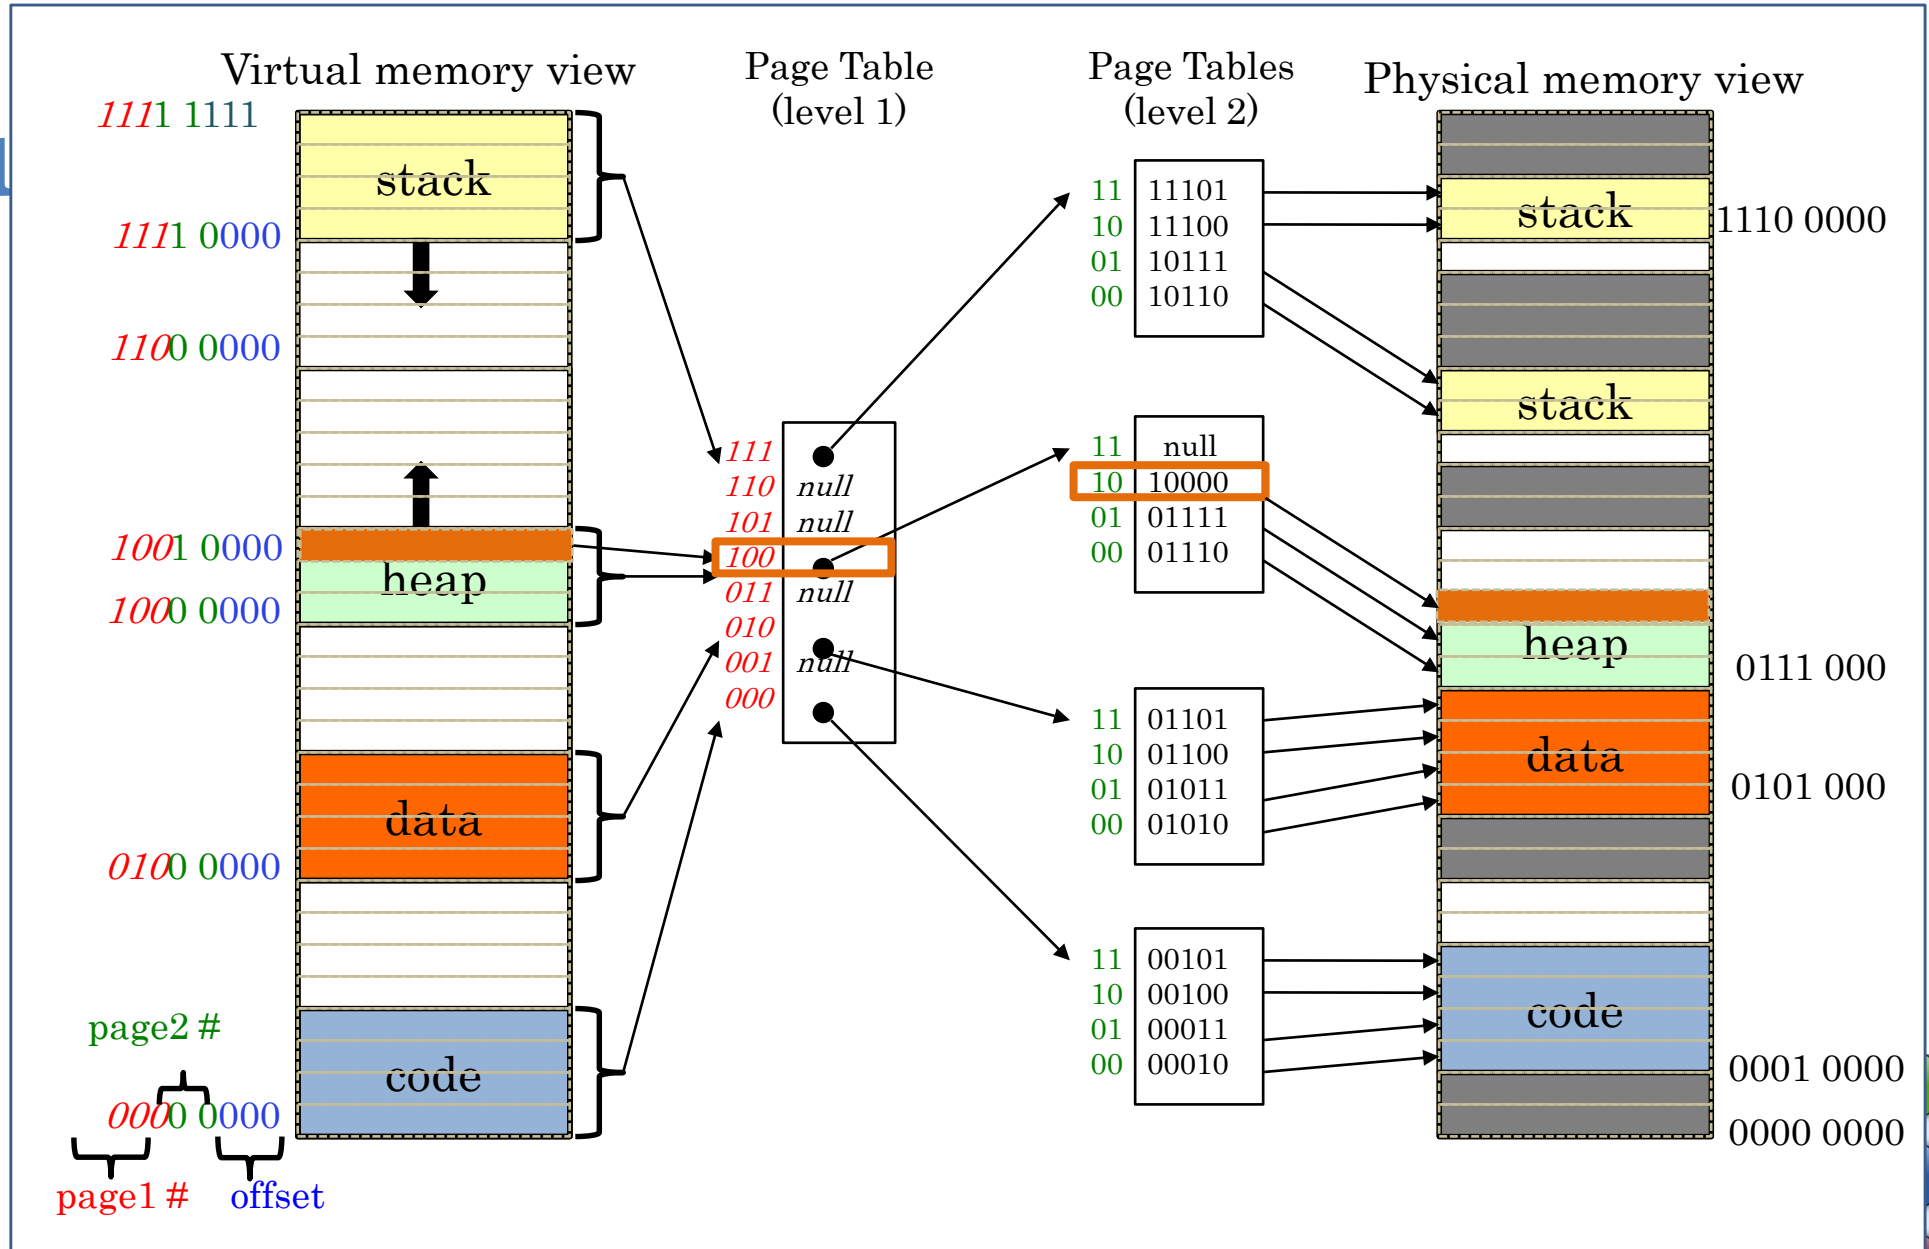 Virtual memory view
1111 1111
stack
1111 0000
1100 0000
1001 0000
heap
1000 0000
data
0100 0000
page2 #
code
0000 0000
page1 # offset
Page Table
(level 1)
111
110 null
101 null
100
011 null
010
001 null
000
Page Tables
(level 2)
11 11101
10 11100
01 10111
00 10110
11 null
10 10000
01 01111
00 01110
11 01101
10 01100
01 01011
00 01010
11 00101
10 00100
01 00011
00 00010
Physical memory view
stack 1110 0000
stack
heap
0111 000
data
0101 000
code
0001 0000
0000 0000